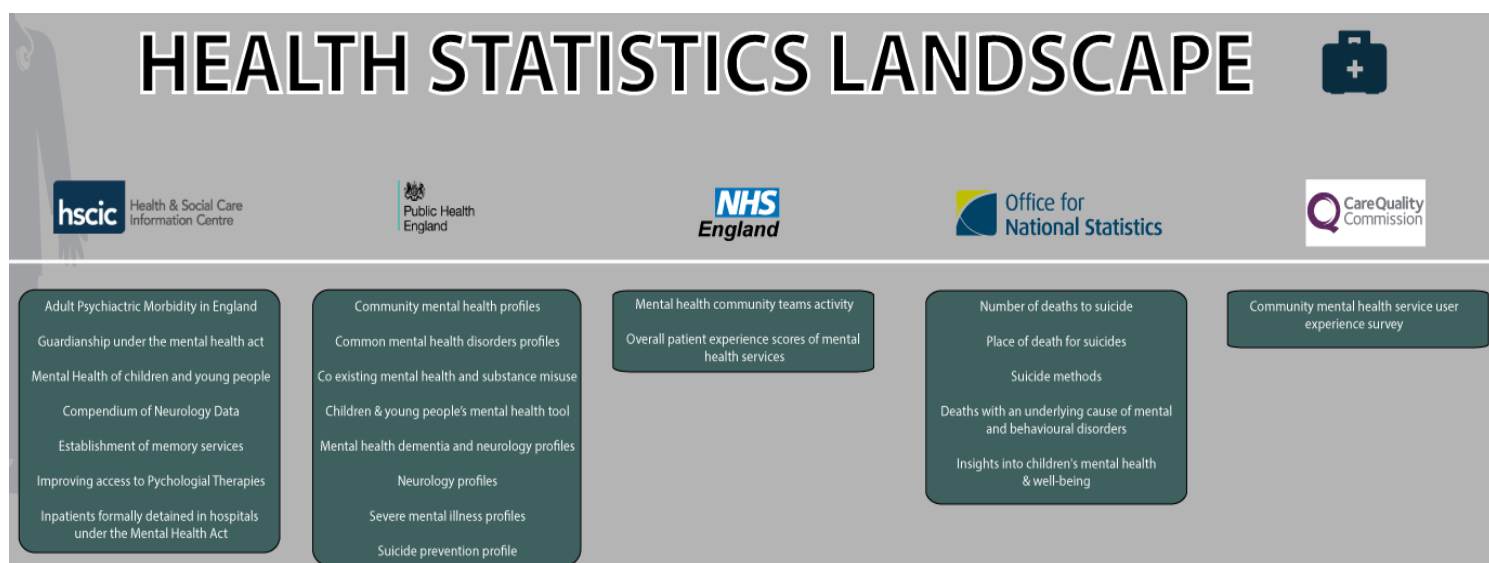 HEALTH STATISTICS LANDSCAPE
hscic
Health & Social Care
Information Centre
Public Health
England
NHS
England
Office for
National Statistics
CareQuality
Commission
Adult Psychiactric Morbidity in England
Guardianship under the mental health act
Mental Health of children and young people
Compendium of Neurology Data
Establishment of memory services
Improving access to Pychologial Therapies
Inpatients formally detained in hospitals
under the Mental Health Act
Community mental health profiles
Common mental health disorders profiles
Co existing mental health and substance misuse
Children & young people's mental health tool
Mental health dementia and neurology profiles
Neurology profiles
Severe mental illness profiles
Suicide prevention profile
Mental health community teams activity
Overall patient experience scores of mental
health services
Number of deaths to suicide
Place of death for suicides
Suicide methods
Deaths with an underlying cause of mental
and behavioural disorders
Insights into children's mental health
& well-being
Community mental health service user
experience survey